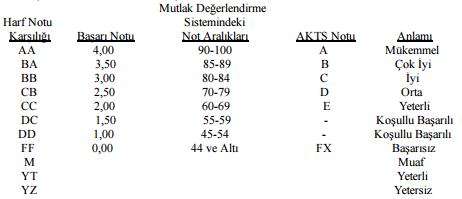 Mutlak Değerlendirme
Harf Notu Sistemindeki
Karşılığı Başarı Notu Not Aralıkları AKTS Notu Anlamı
AA 4,00 90-100 A Mükemmel
BA 3,50 85-89 B Çok İyi
BB 3,00 80-84 C İyi
CB 2,50 70-79 D Orta
CC 2,00 60-69 E Yeterli
DC 1,50 55-59 - Koşullu Başarılı
DD 1,00 45-54 - Koşullu Başarılı
FF 0,00 44 ve Altı FX Başarısız
M Muaf
YT Yeterli
YZ Yetersiz